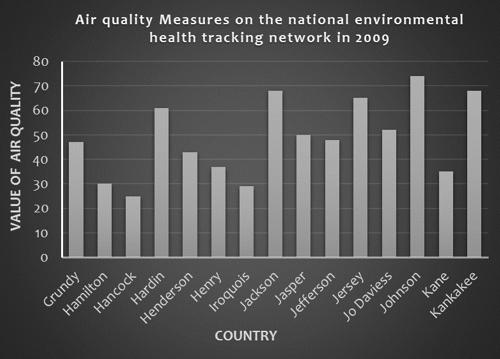 Air quality Measures on the national environmental
health tracking network in 2009
VALUE OF AIR QUALITY
80
70
60
50
40
30
20
10
0
Grundy
Hamilton
Hancock
Hardin
Henderson
Henry
Iroquois
Jackson
Jasper
Jefferson
Jersey
Jo Daviess
Johnson
Kane
Kankakee
COUNTRY